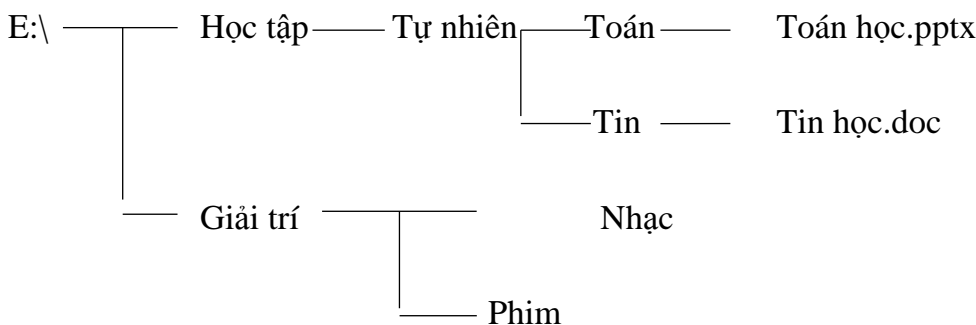 E:\ Học tập Tự nhiên Toán Toán học.pptx
Tin Tin học.doc
Giải trí Nhạc
Phim